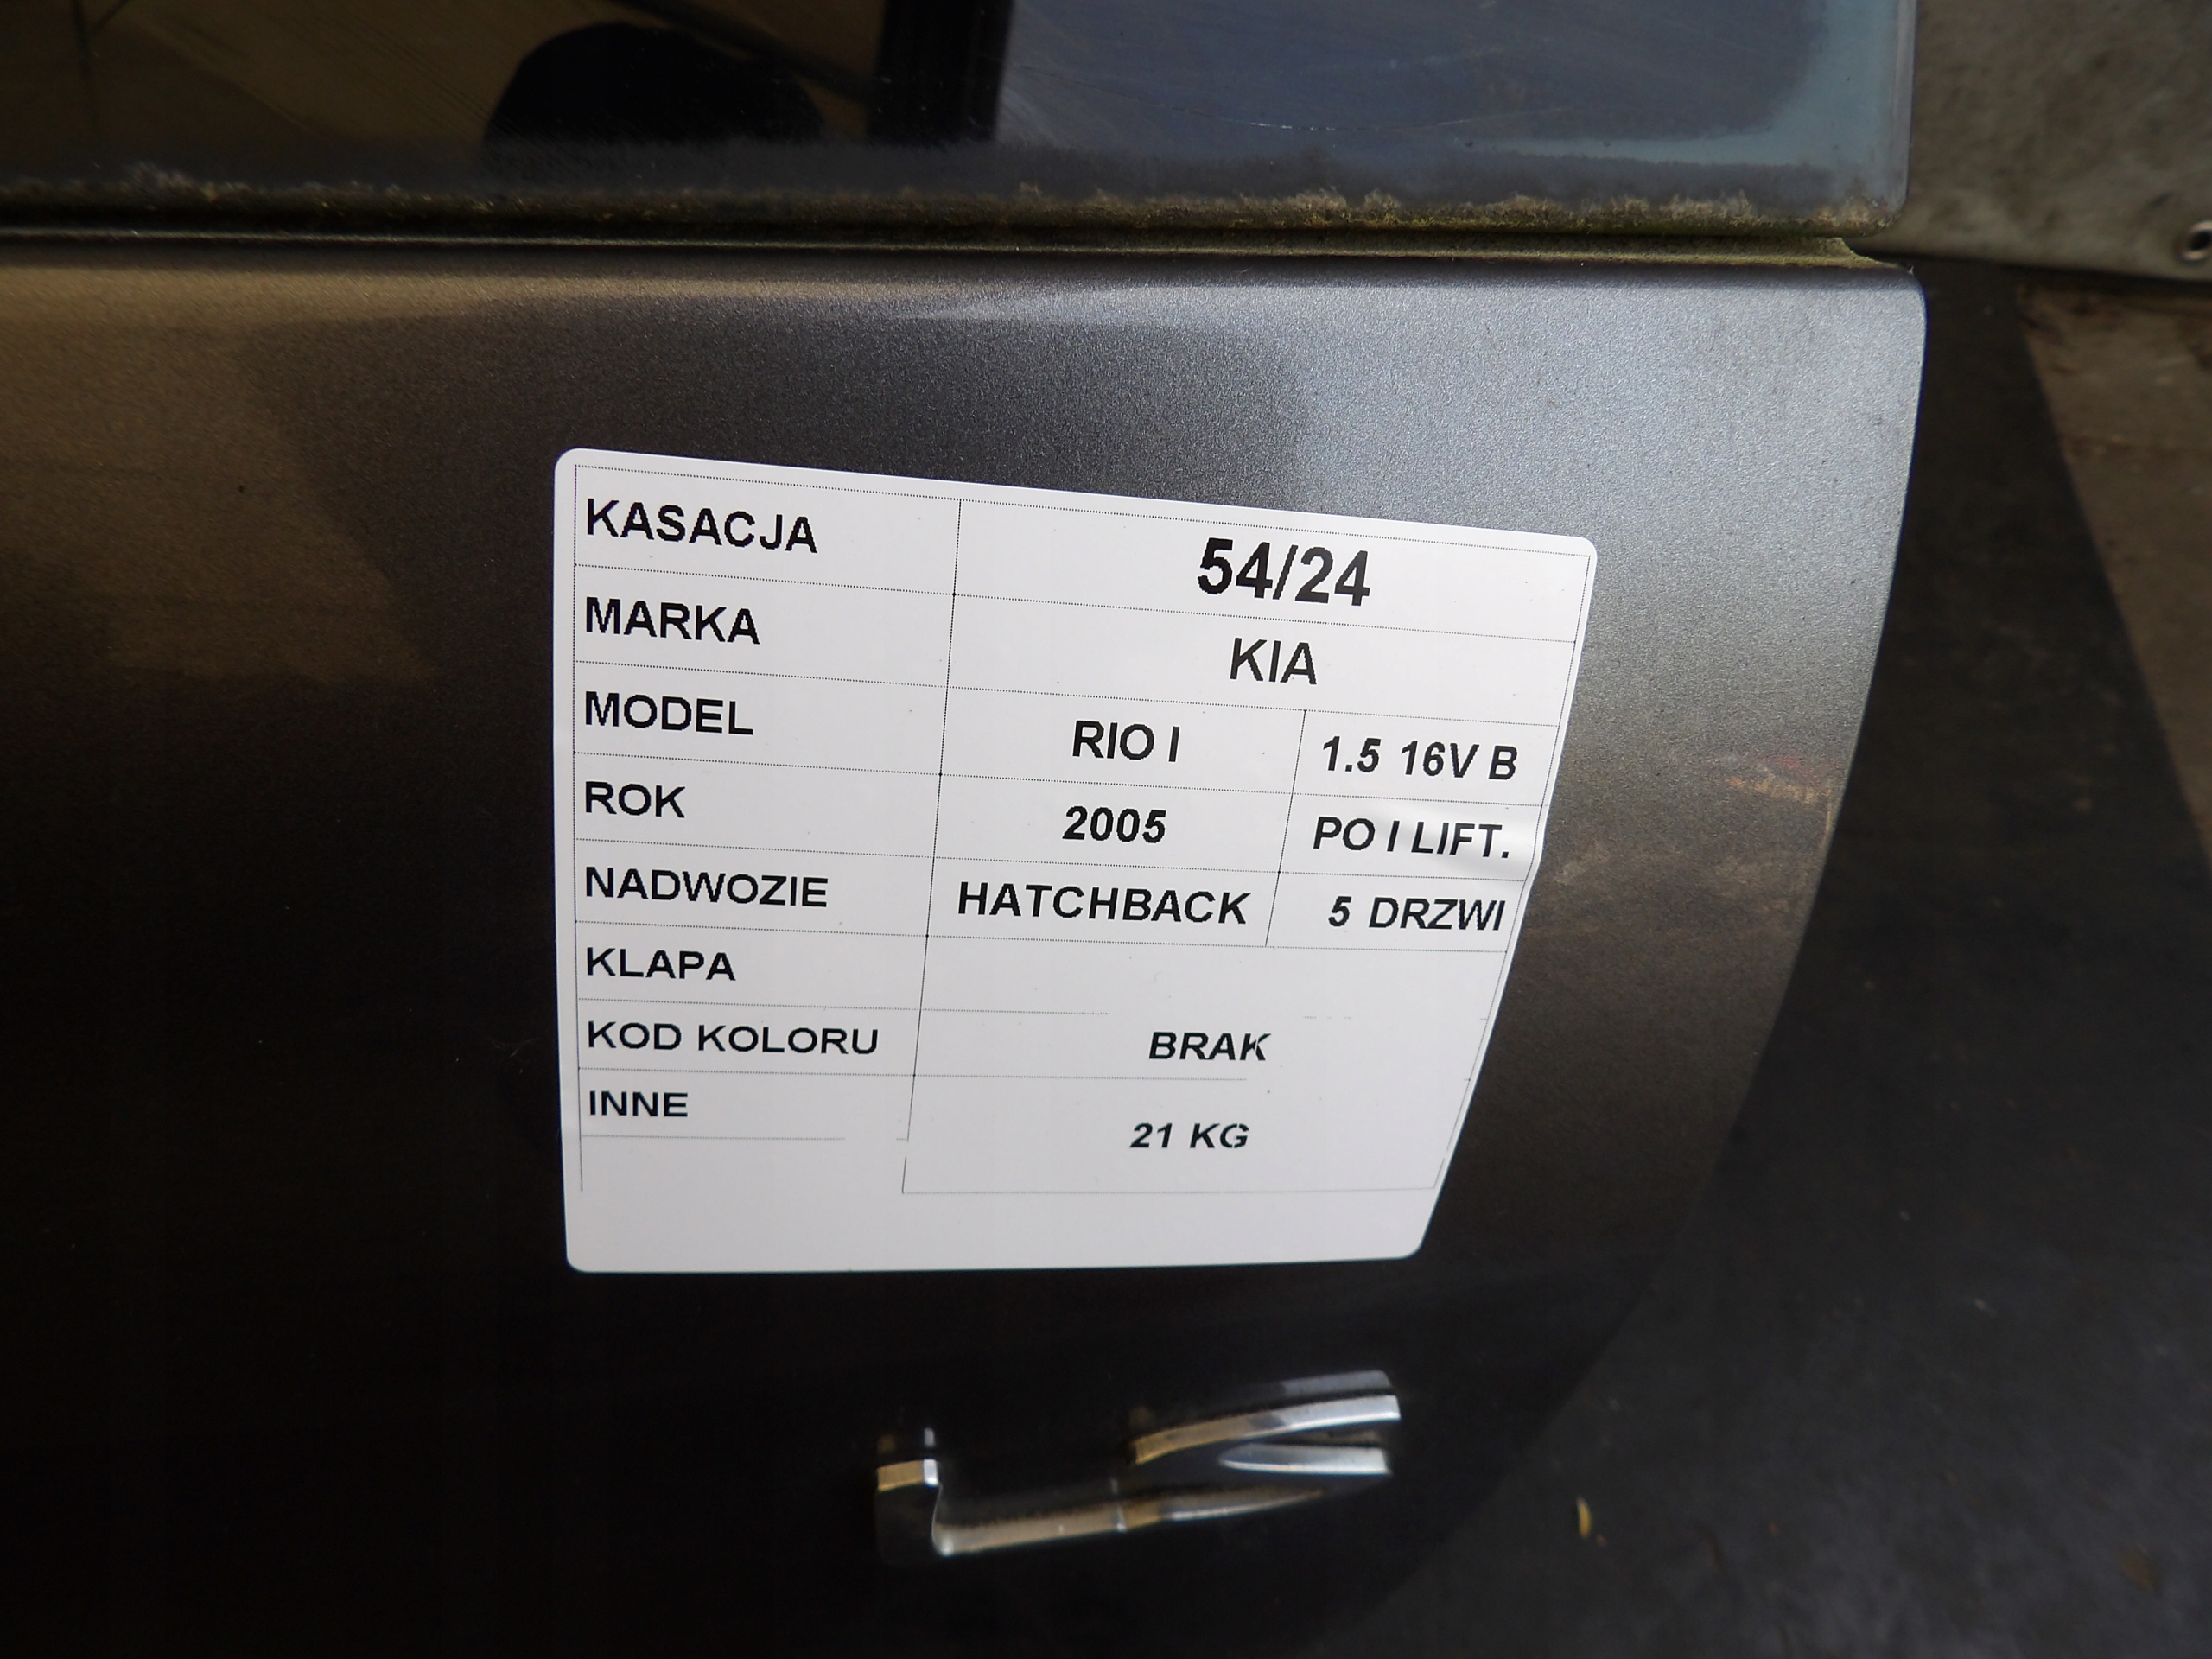 KASACJA 54/24
MARKA KIA
MODEL RIO I 1.5 16V B
ROK 2005 PO I LIFT.
NADWOZIE HATCHBACK 5 DRZWI
KLAPA
KOD KOLORU BRAK
INNE 21 KG